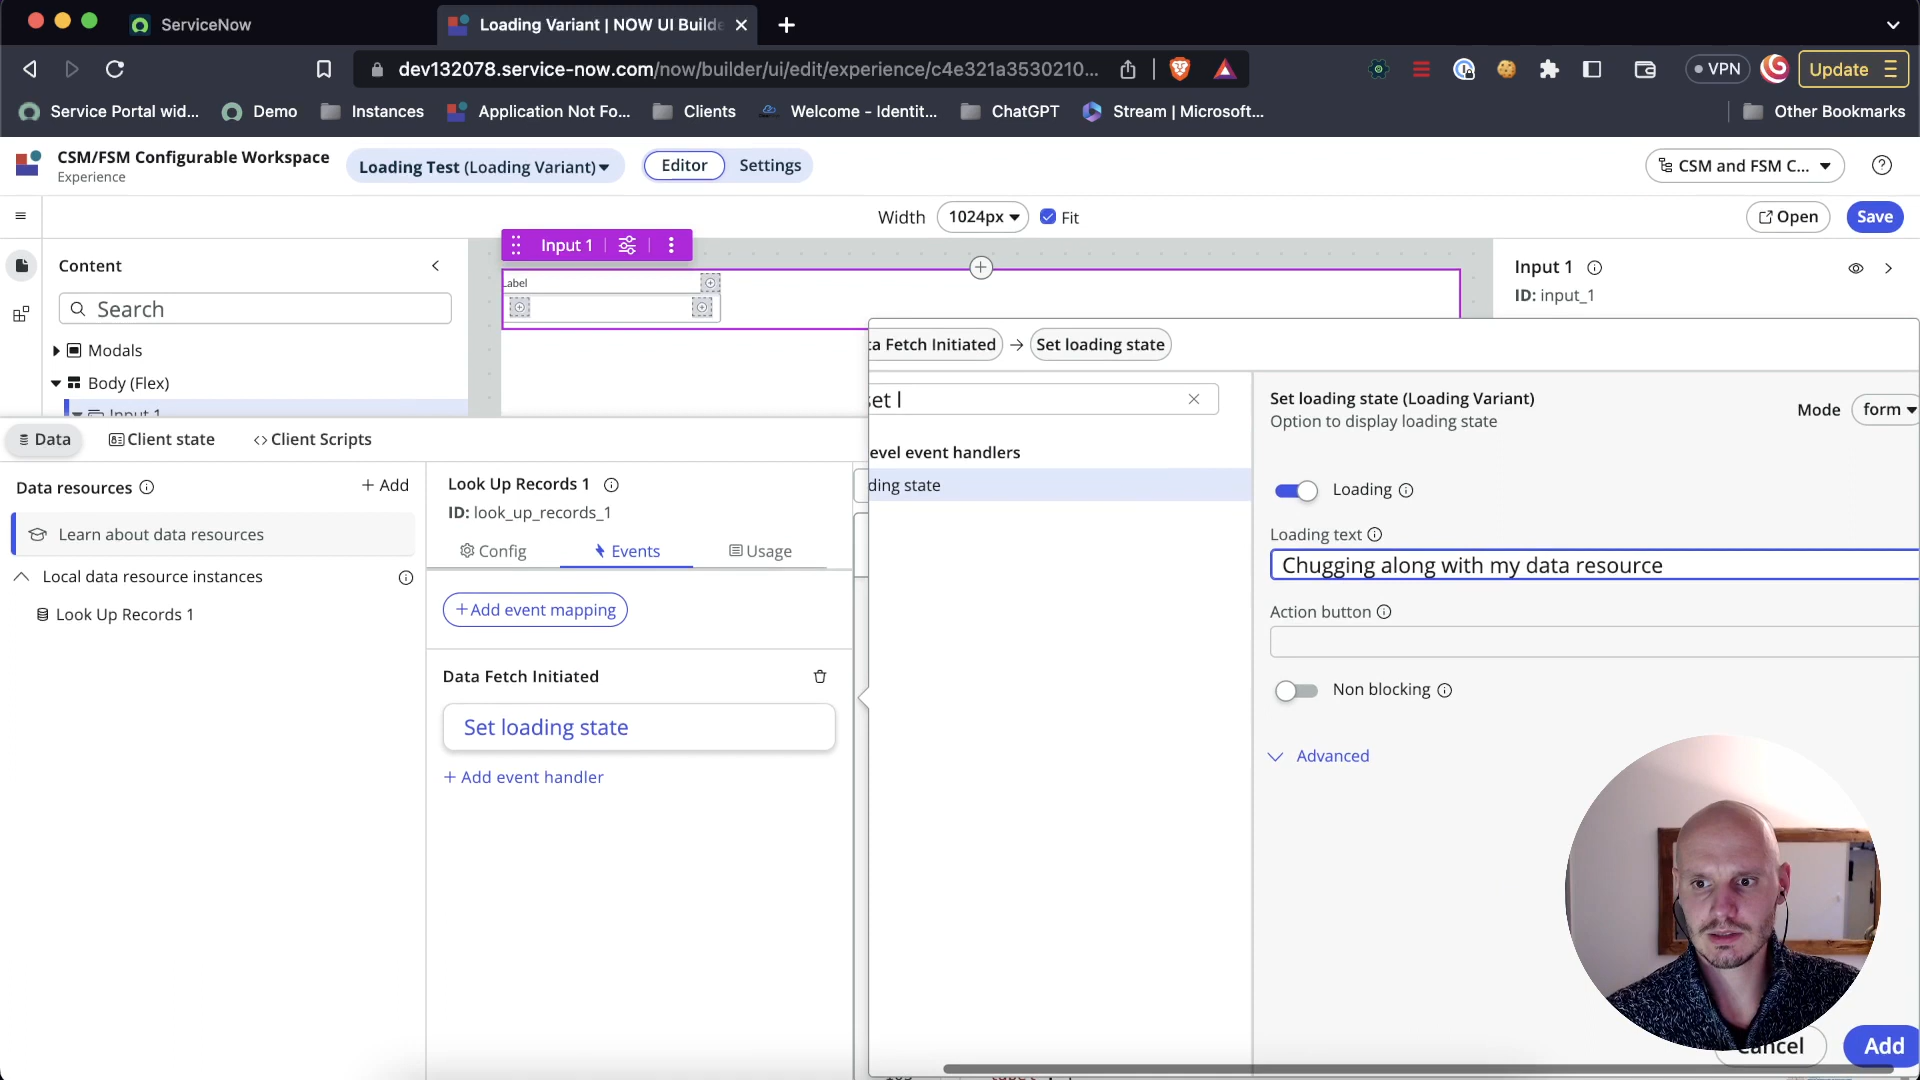 ServiceNow
Loading Variant | NOW UI Builde
dev132078.service-now.com/now/builder/ui/edit/experience/c4e321a3530210...
VPN
Update
Service Portal wid...
Demo
Instances
Application Not Fo...
Clients
Welcome - Identit...
ChatGPT
Stream | Microsoft...
Other Bookmarks
CSM/FSM Configurable Workspace
Experience
Loading Test (Loading Variant)
Editor
Settings
CSM and FSM C...
Width
1024px
Fit
Open
Save
Content
Search
Modals
Body (Flex)
Input 1
Input 1
Label
Input 1
ID: input_1
Data
Client state
Client Scripts
Data resources
+ Add
Learn about data resources
Local data resource instances
Look Up Records 1
Look Up Records 1
ID: look_up_records_1
Config
Events
Usage
+ Add event mapping
Data Fetch Initiated
Set loading state
+ Add event handler
a Fetch Initiated → Set loading state
set l
evel event handlers
ding state
Set loading state (Loading Variant)
Option to display loading state
Mode
form
Loading
Loading text
Chugging along with my data resource
Action button
Non blocking
Advanced
Cancel
Add